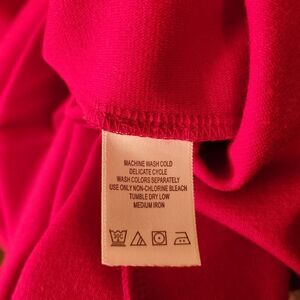 MACHINE WASH COLD
DELICATE CYCLE
WASH COLORS SEPARATELY
USE ONLY NON-CHLORINE BLEACH
TUMBLE DRY LOW
MEDIUM IRON